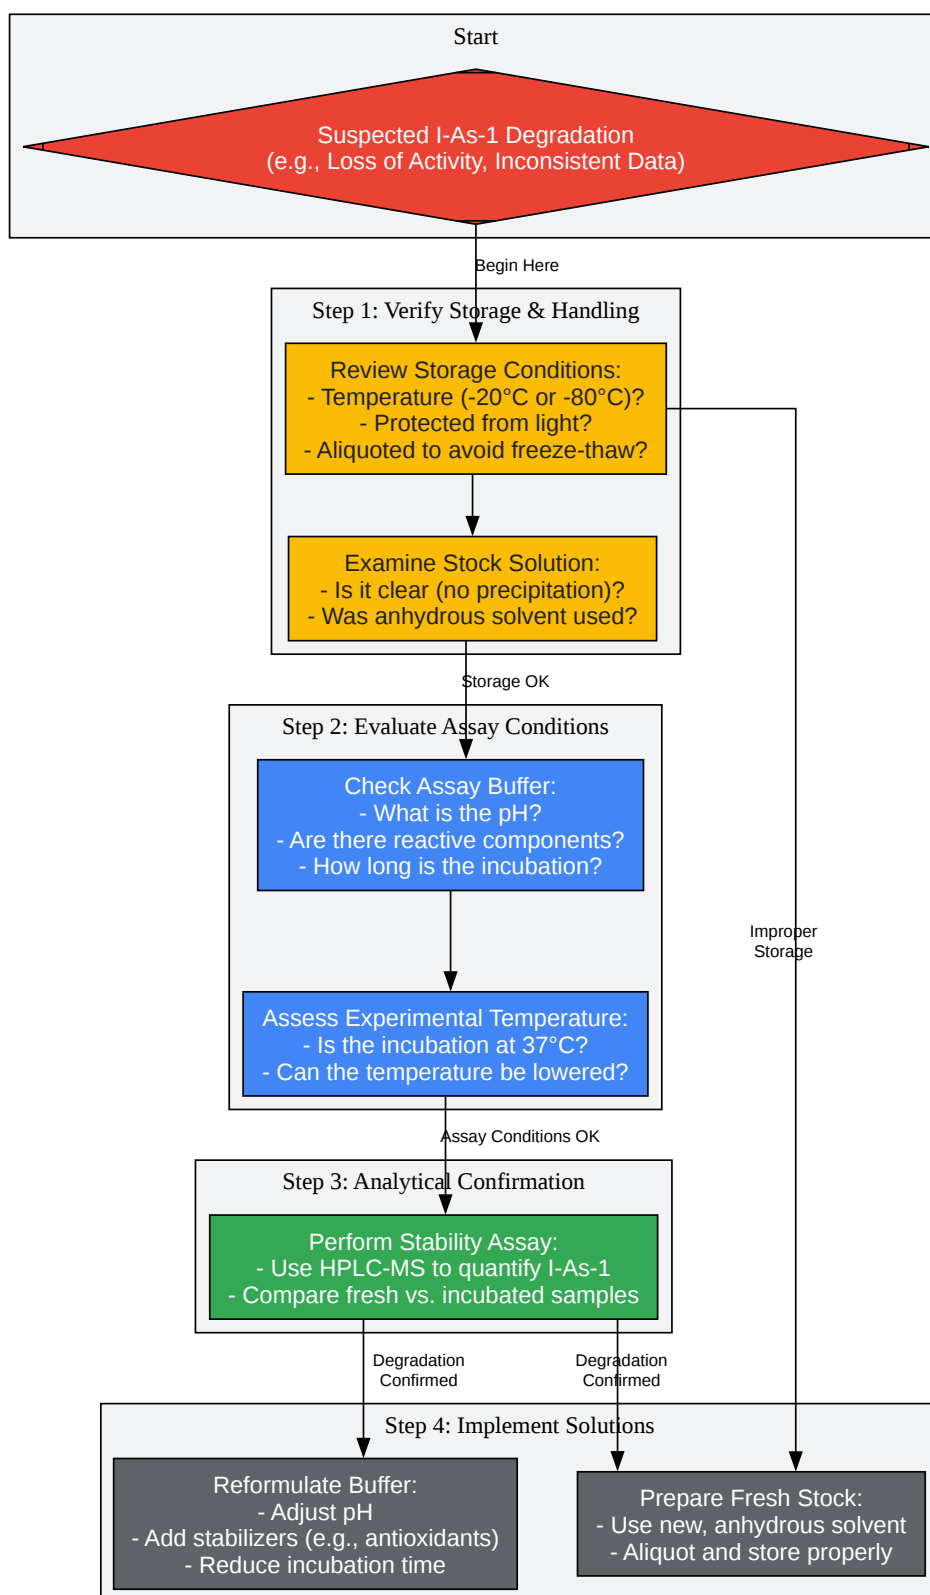 Start
Suspected I-As-1 Degradation
(e.g., Loss of Activity, Inconsistent Data)
Begin Here
Step 1: Verify Storage & Handling
Review Storage Conditions:
- Temperature (-20°C or -80°C)?
- Protected from light?
- Aliquoted to avoid freeze-thaw?
Examine Stock Solution:
- Is it clear (no precipitation)?
- Was anhydrous solvent used?
Storage OK
Step 2: Evaluate Assay Conditions
Check Assay Buffer:
- What is the pH?
- Are there reactive components?
- How long is the incubation?
Improper
Storage
Assess Experimental Temperature:
- Is the incubation at 37°C?
- Can the temperature be lowered?
Assay Conditions OK
Step 3: Analytical Confirmation
Perform Stability Assay:
- Use HPLC-MS to quantify I-As-1
- Compare fresh vs. incubated samples
Degradation
Confirmed
Degradation
Confirmed
Step 4: Implement Solutions
Reformulate Buffer:
- Adjust pH
- Add stabilizers (e.g., antioxidants)
- Reduce incubation time
Prepare Fresh Stock:
- Use new, anhydrous solvent
- Aliquot and store properly